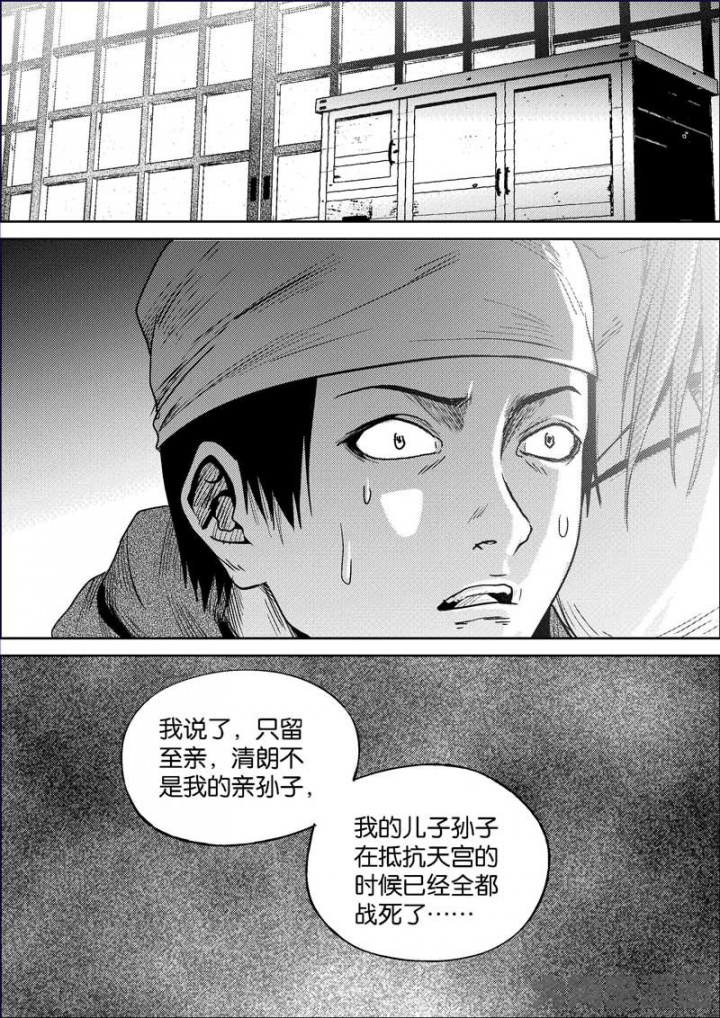 我说了，只留
至亲，清朗不
是我的亲孙子，
我的儿子孙子
在抵抗天宫的
时候已经全都
战死了……